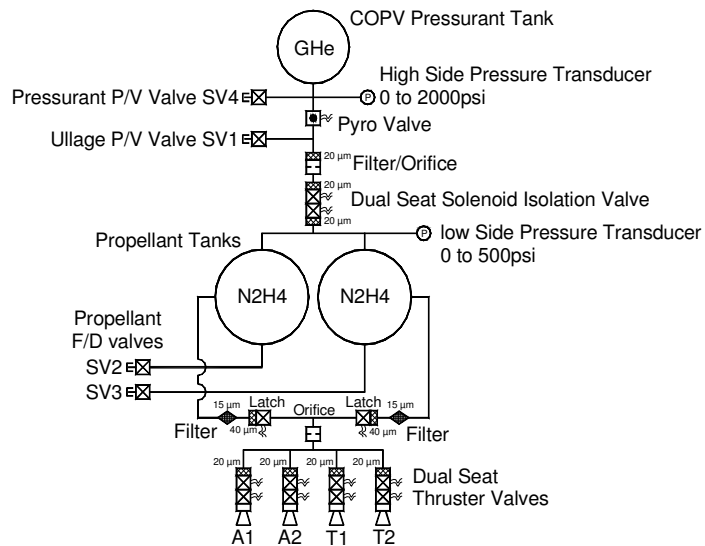 COPV Pressurant Tank
GHe
High Side Pressure Transducer
Pressurant P/V Valve SV4
P
0 to 2000psi
Pyro Valve
Ullage P/V Valve SV1
20 µm
Filter/Orifice
20 µm
Dual Seat Solenoid Isolation Valve
20 µm
Propellant Tanks
P
low Side Pressure Transducer
0 to 500psi
N2H4
N2H4
Propellant
F/D valves
SV2
SV3
15 µm
Latch
Orifice
Latch
15 µm
Filter
40 µm
40 µm
Filter
20 µm
20 µm
20 µm
20 µm
Dual Seat
Thruster Valves
A1
A2
T1
T2